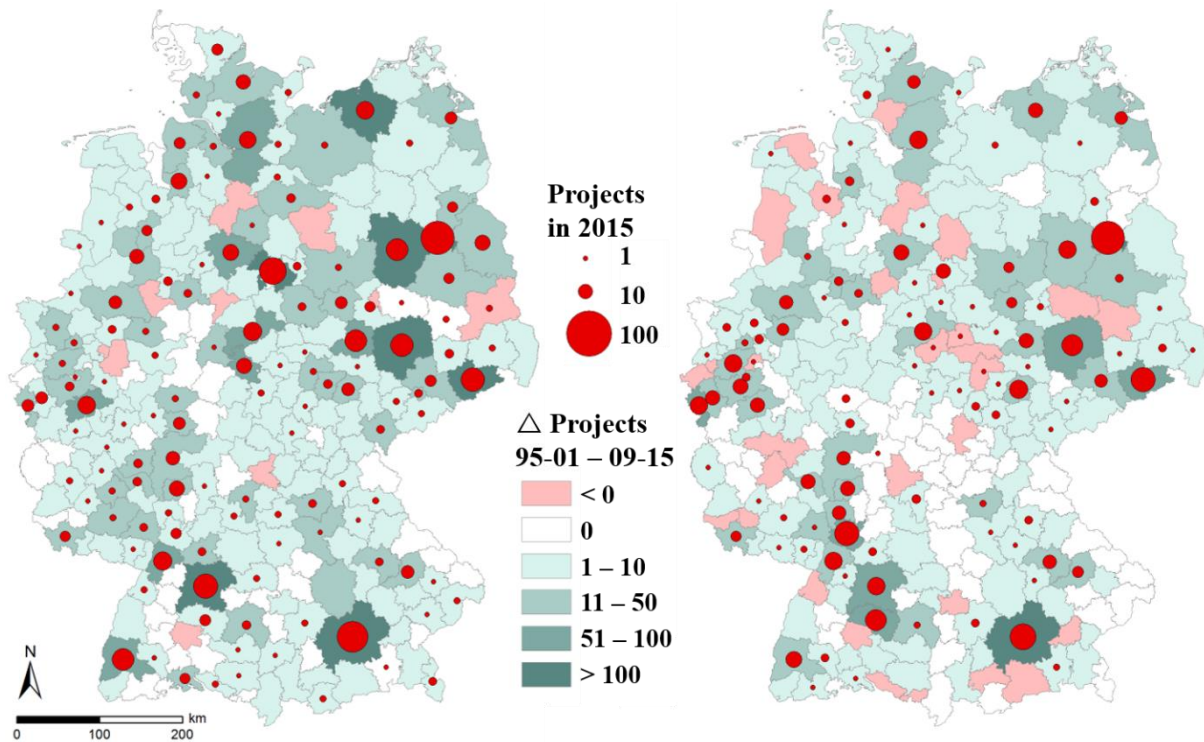 Projects
in 2015
1
10
100
△ Projects
95-01 – 09-15
< 0
0
1 – 10
11 – 50
51 – 100
> 100
N
km
0 100 200